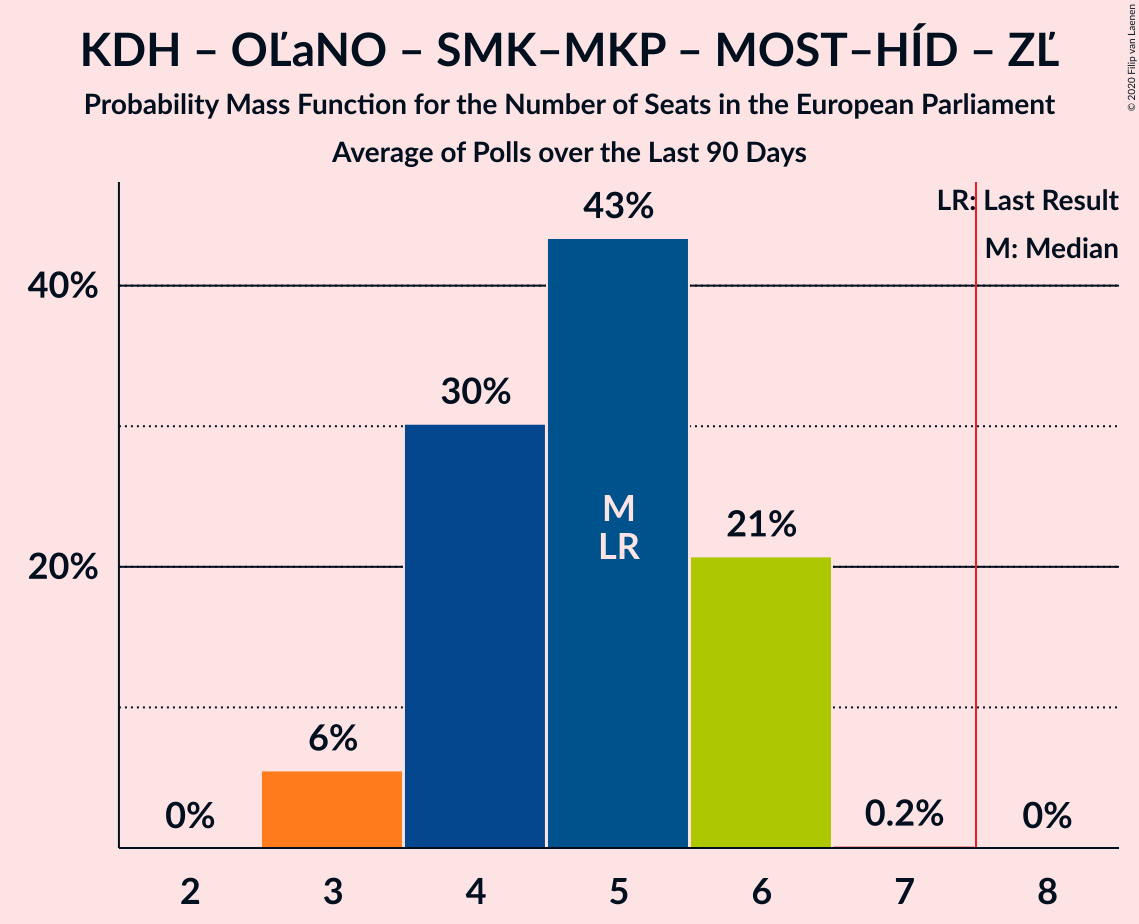 KDH – OĽaNO – SMK–MKP – MOST–HÍD – ZĽ
Probability Mass Function for the Number of Seats in the European Parliament
Average of Polls over the Last 90 Days
© 2020 Filip van Laenen
LR: Last Result
M: Median
43%
40%
30%
M
LR
21%
20%
6%
0%
0.2%
0%
2 3 4 5 6 7 8